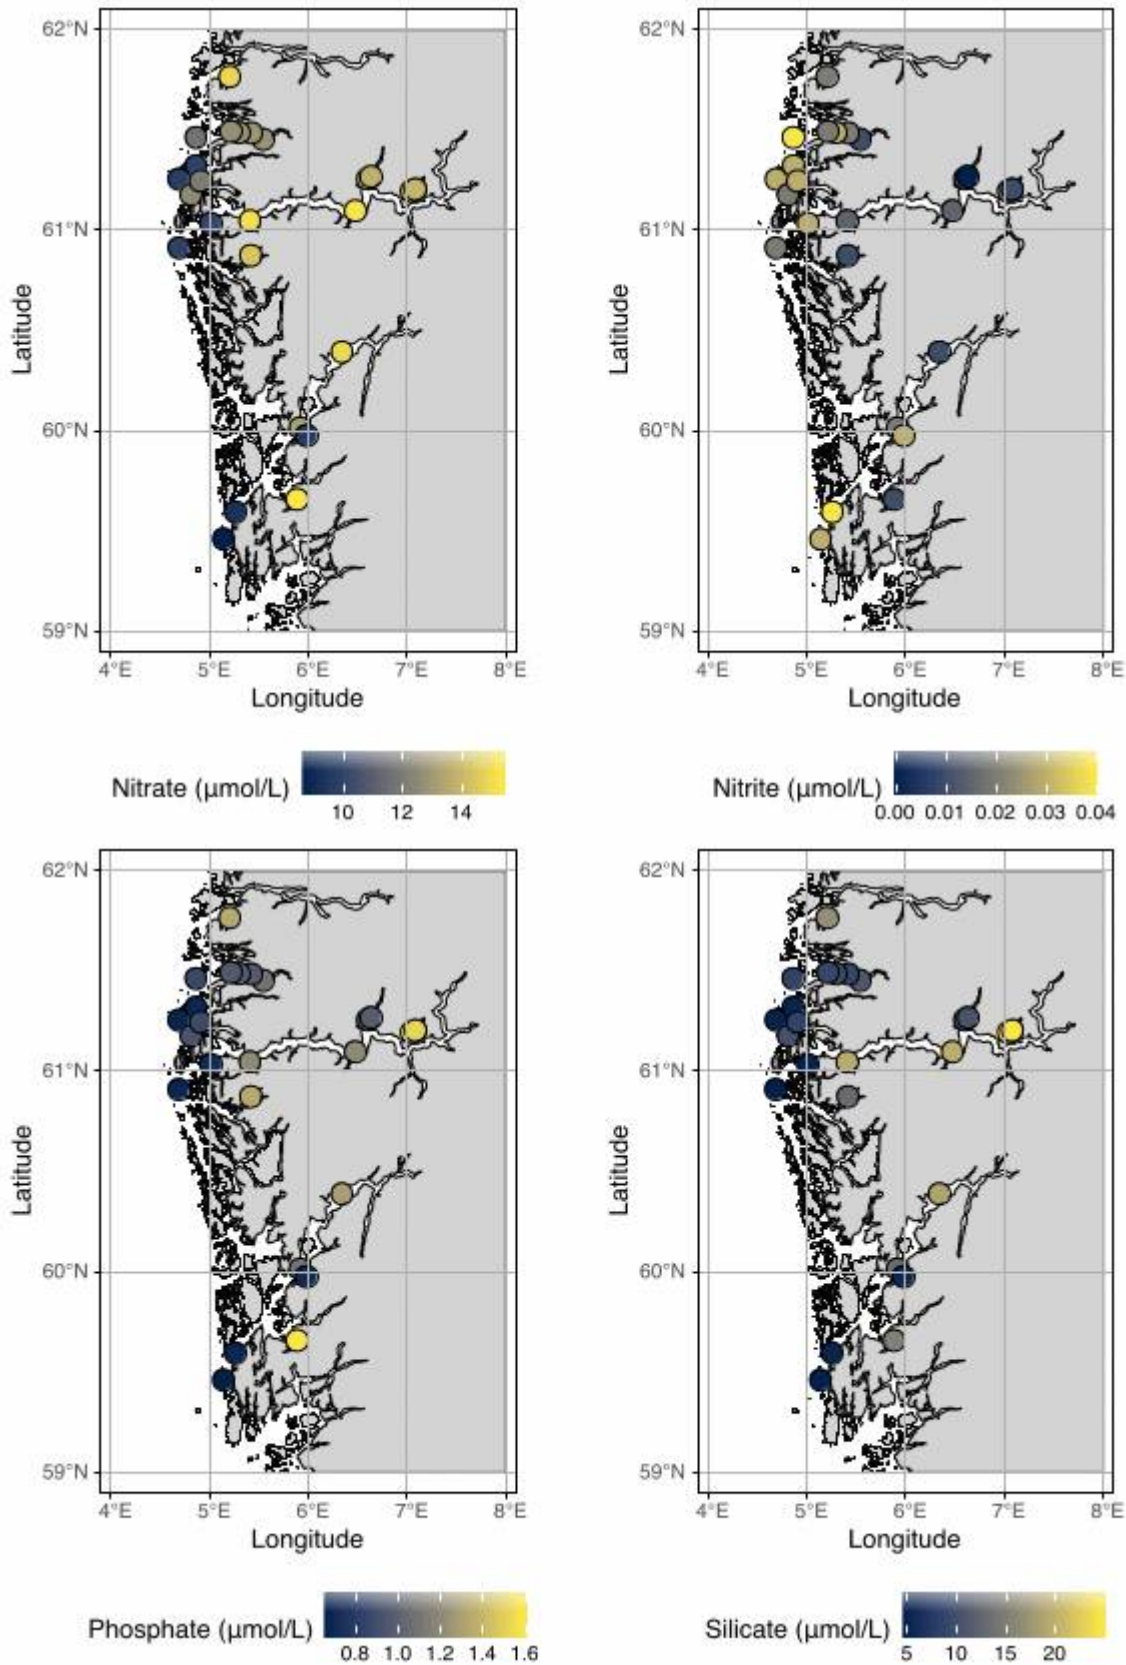 62°N
62°N
61°N
61°N
Latitude
Latitude
60°N
60°N
59°N
59°N
4°E 5°E 6°E 7°E 8°E
4°E 5°E 6°E 7°E 8°E
Longitude
Longitude
Nitrate (µmol/L)
10 12 14
Nitrite (µmol/L)
0.00 0.01 0.02 0.03 0.04
62°N
62°N
61°N
61°N
Latitude
Latitude
60°N
60°N
59°N
59°N
4°E 5°E 6°E 7°E 8°E
4°E 5°E 6°E 7°E 8°E
Longitude
Longitude
Phosphate (µmol/L)
0.8 1.0 1.2 1.4 1.6
Silicate (µmol/L)
5 10 15 20